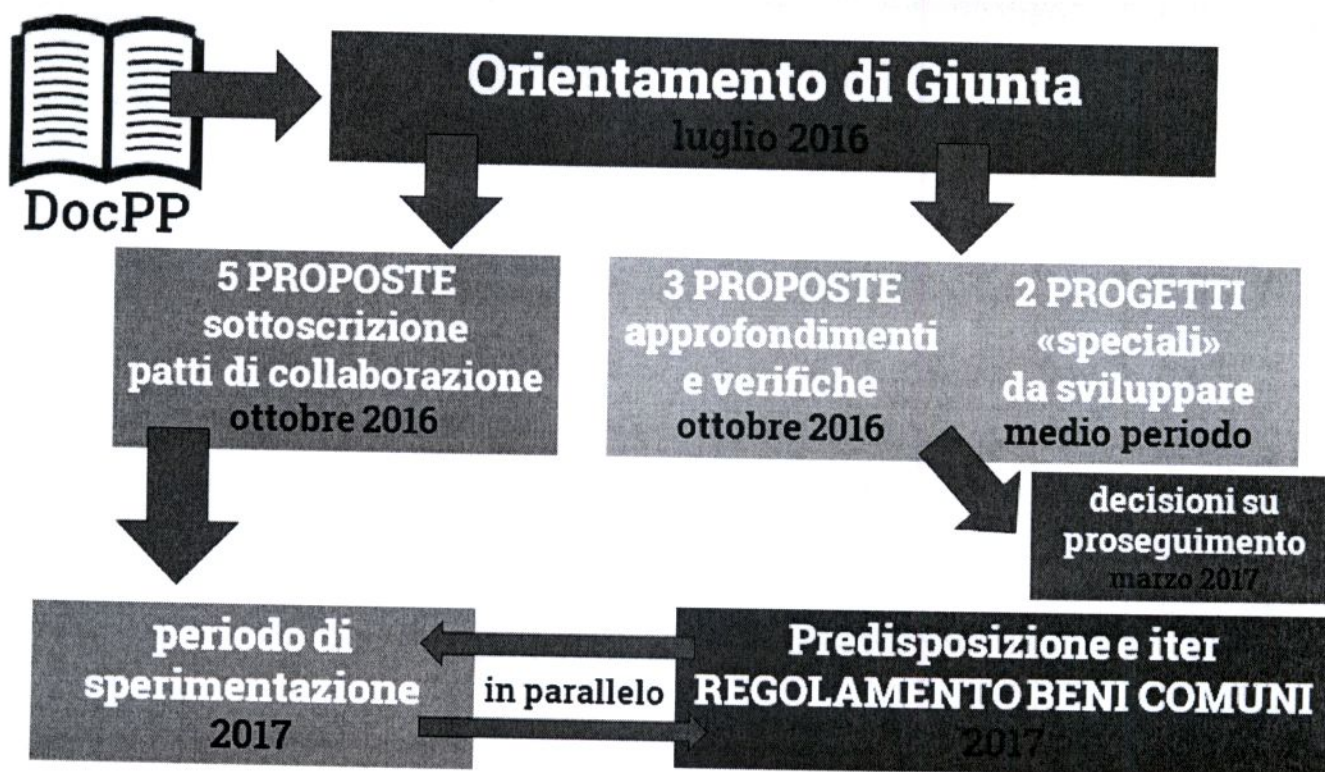 DocPP
Orientamento di Giunta
luglio 2016
5 PROPOSTE
sottoscrizione
patti di collaborazione
ottobre 2016
3 PROPOSTE
approfondimenti
e verifiche
ottobre 2016
2 PROGETTI
«speciali»
da sviluppare
medio periodo
decisioni su
proseguimento
marzo 2017
periodo di
sperimentazione
2017
in parallelo
Predisposizione e iter
REGOLAMENTO BENI COMUNI
2017